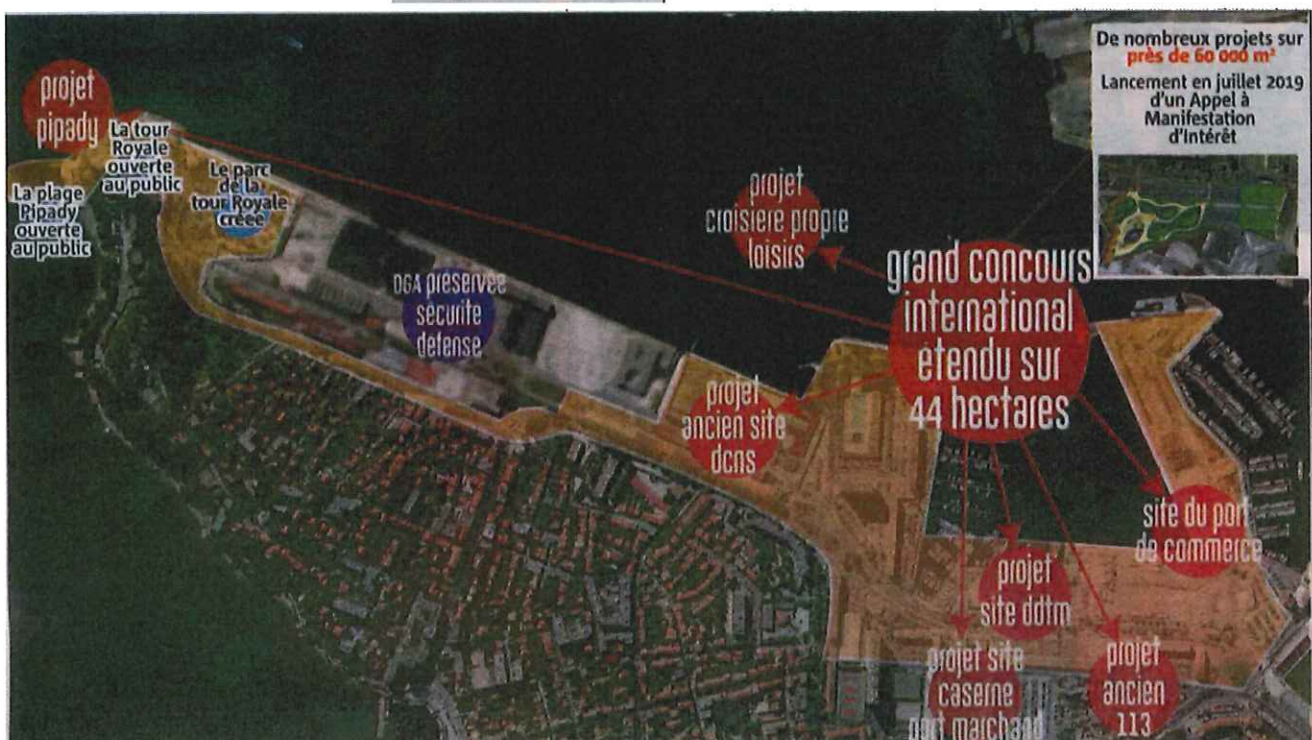 De nombreux projets sur
près de 60 000 m²
Lancement en juillet 2019
d'un Appel à
Manifestation
d'Intérêt
projet
pipady
La tour
Royale
ouverte
au public
Le parc
de la
tour Royale
créée
La plage
Pipady
ouverte
au public
DGA préservée
sécurité
défense
projet
croisière propre
loisirs
grand concours
international
étendu sur
44 hectares
projet
ancien site
dcns
site du port
de commerce
projet
site ddtm
projet site
caserne
port marchand
projet
ancien
113